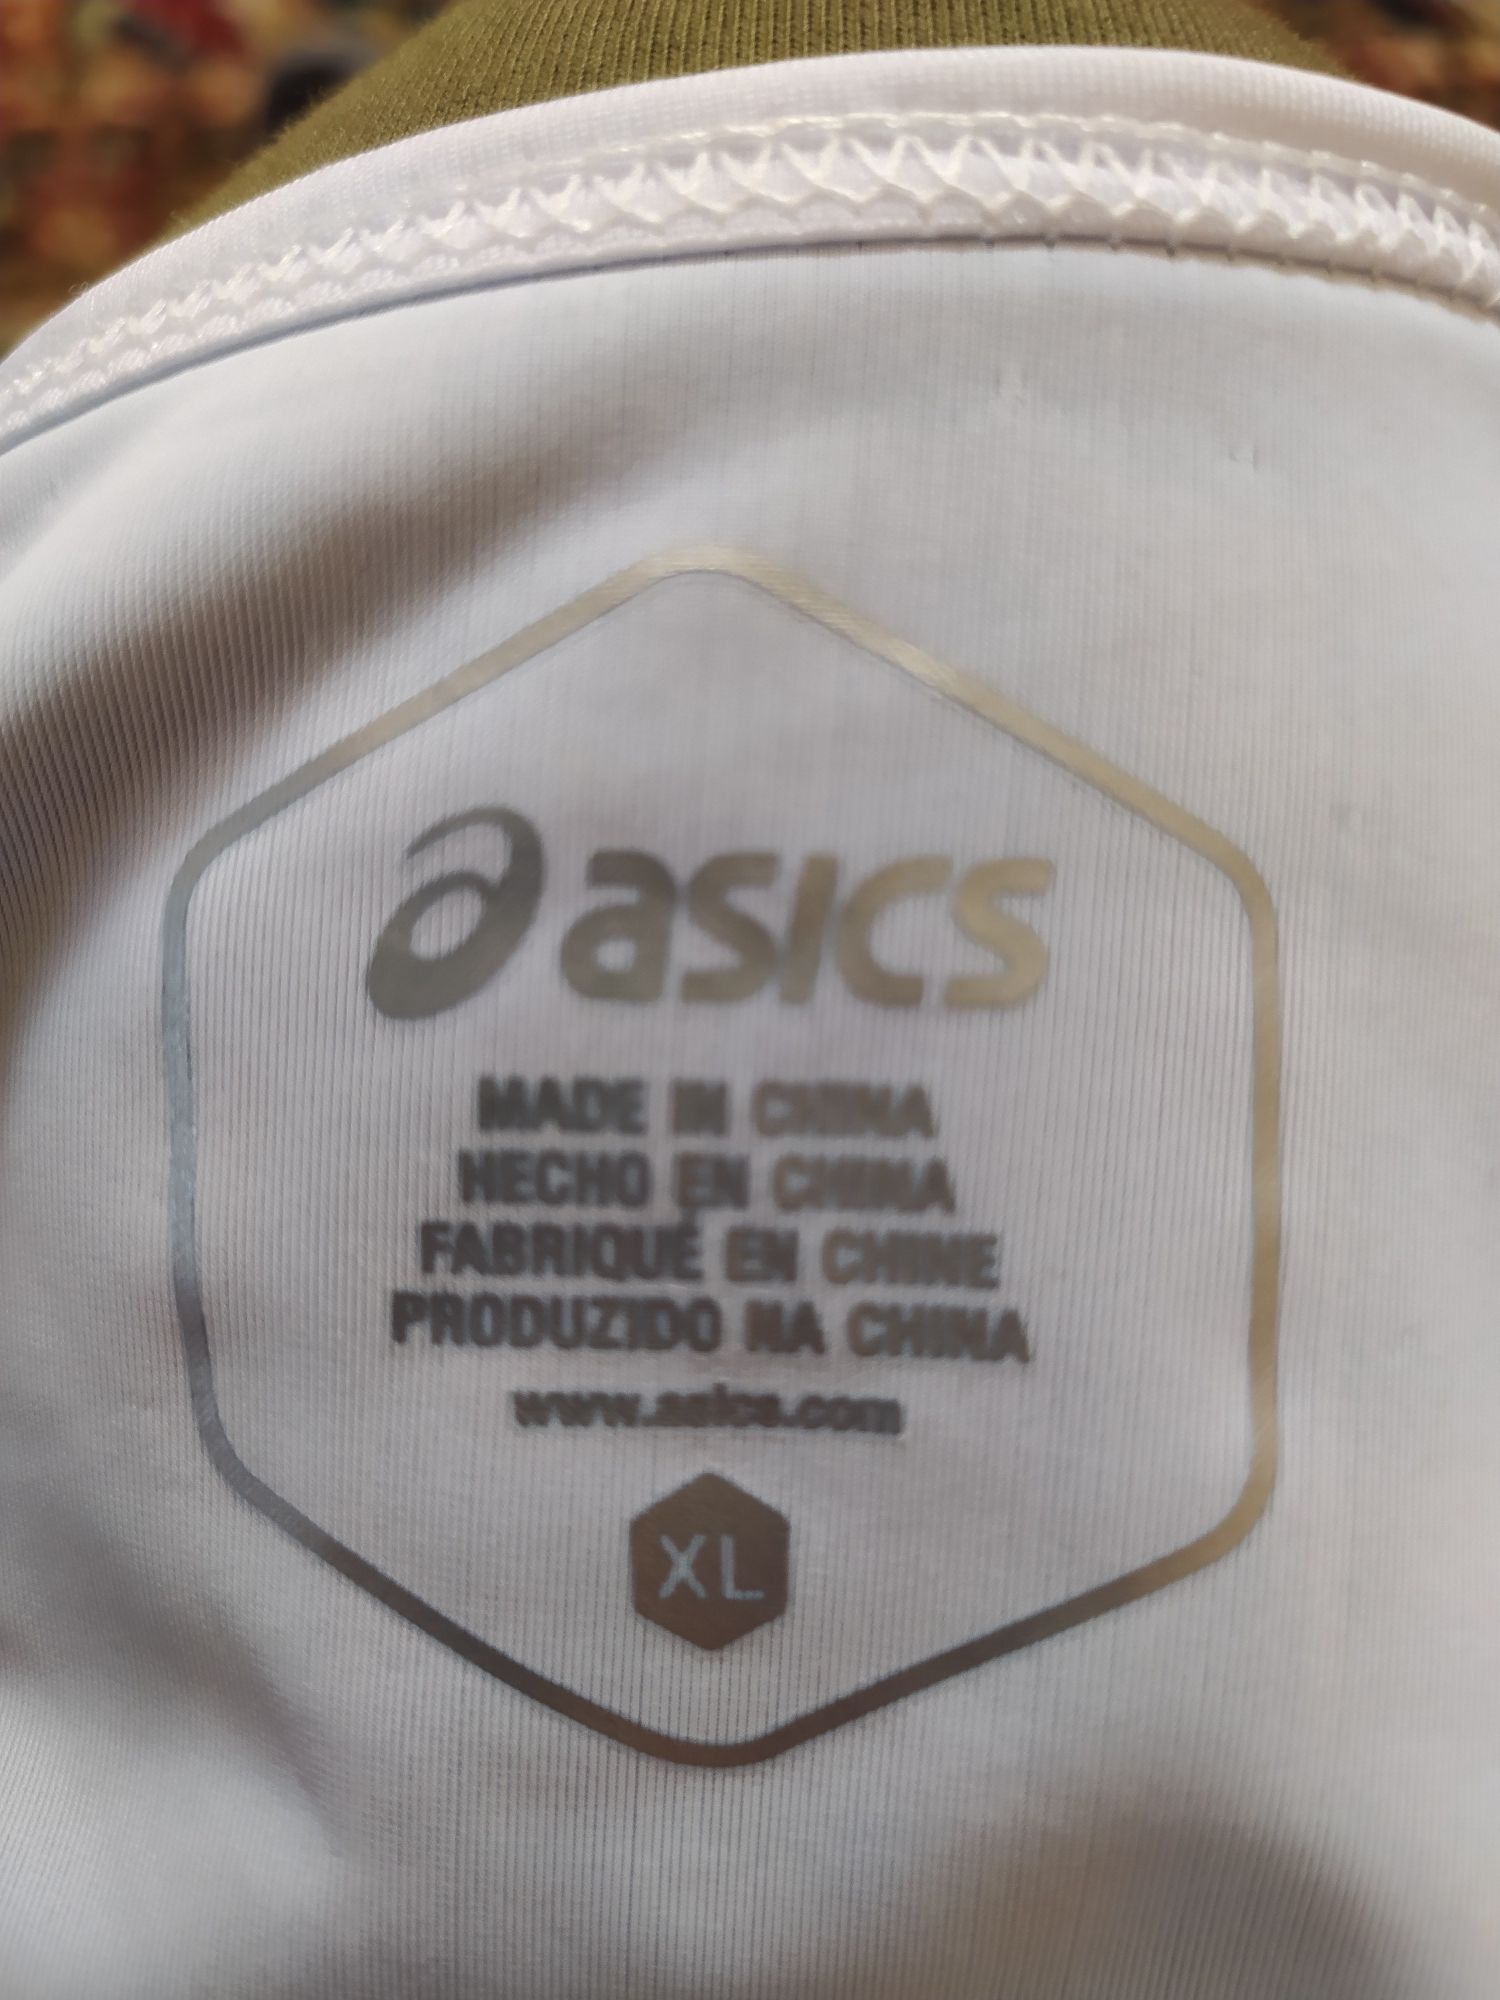 asics
MADE IN CHINA
HECHO EN CHINA
FABRIQUÉ EN CHINE
PRODUZIDO NA CHINA
www.asics.com
XL